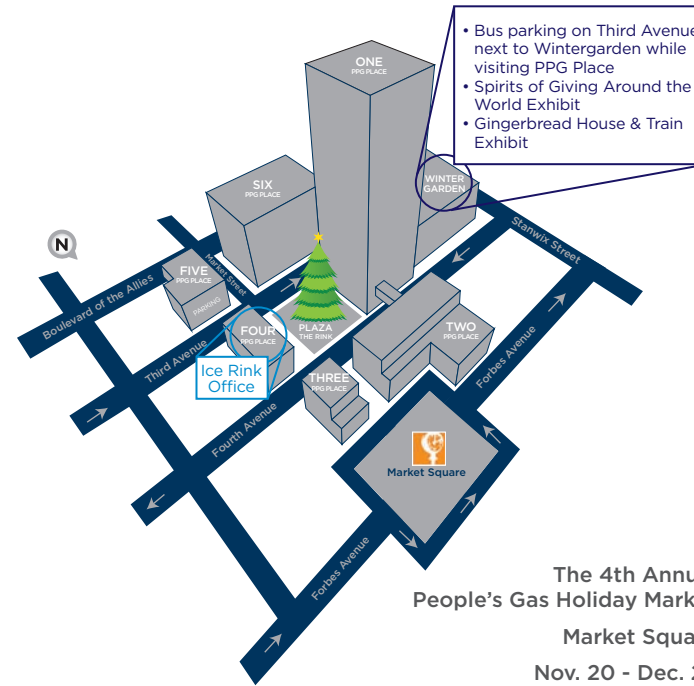 • Bus parking on Third Avenue
next to Wintergarden while
visiting PPG Place
• Spirits of Giving Around the
World Exhibit
• Gingerbread House & Train
Exhibit
ONE
PPG PLACE
WINTER
GARDEN
SIX
PPG PLACE
Stanwix Street
N
Market Street
FIVE
PPG PLACE
PARKING
Boulevard of the Allies
PLAZA
THE RINK
FOUR
PPG PLACE
TWO
PPG PLACE
Forbes Avenue
Third Avenue
Ice Rink
Office
THREE
PPG PLACE
Fourth Avenue
Market Square
Forbes Avenue
The 4th Annu
People's Gas Holiday Mark
Market Squa
Nov. 20 - Dec. 2